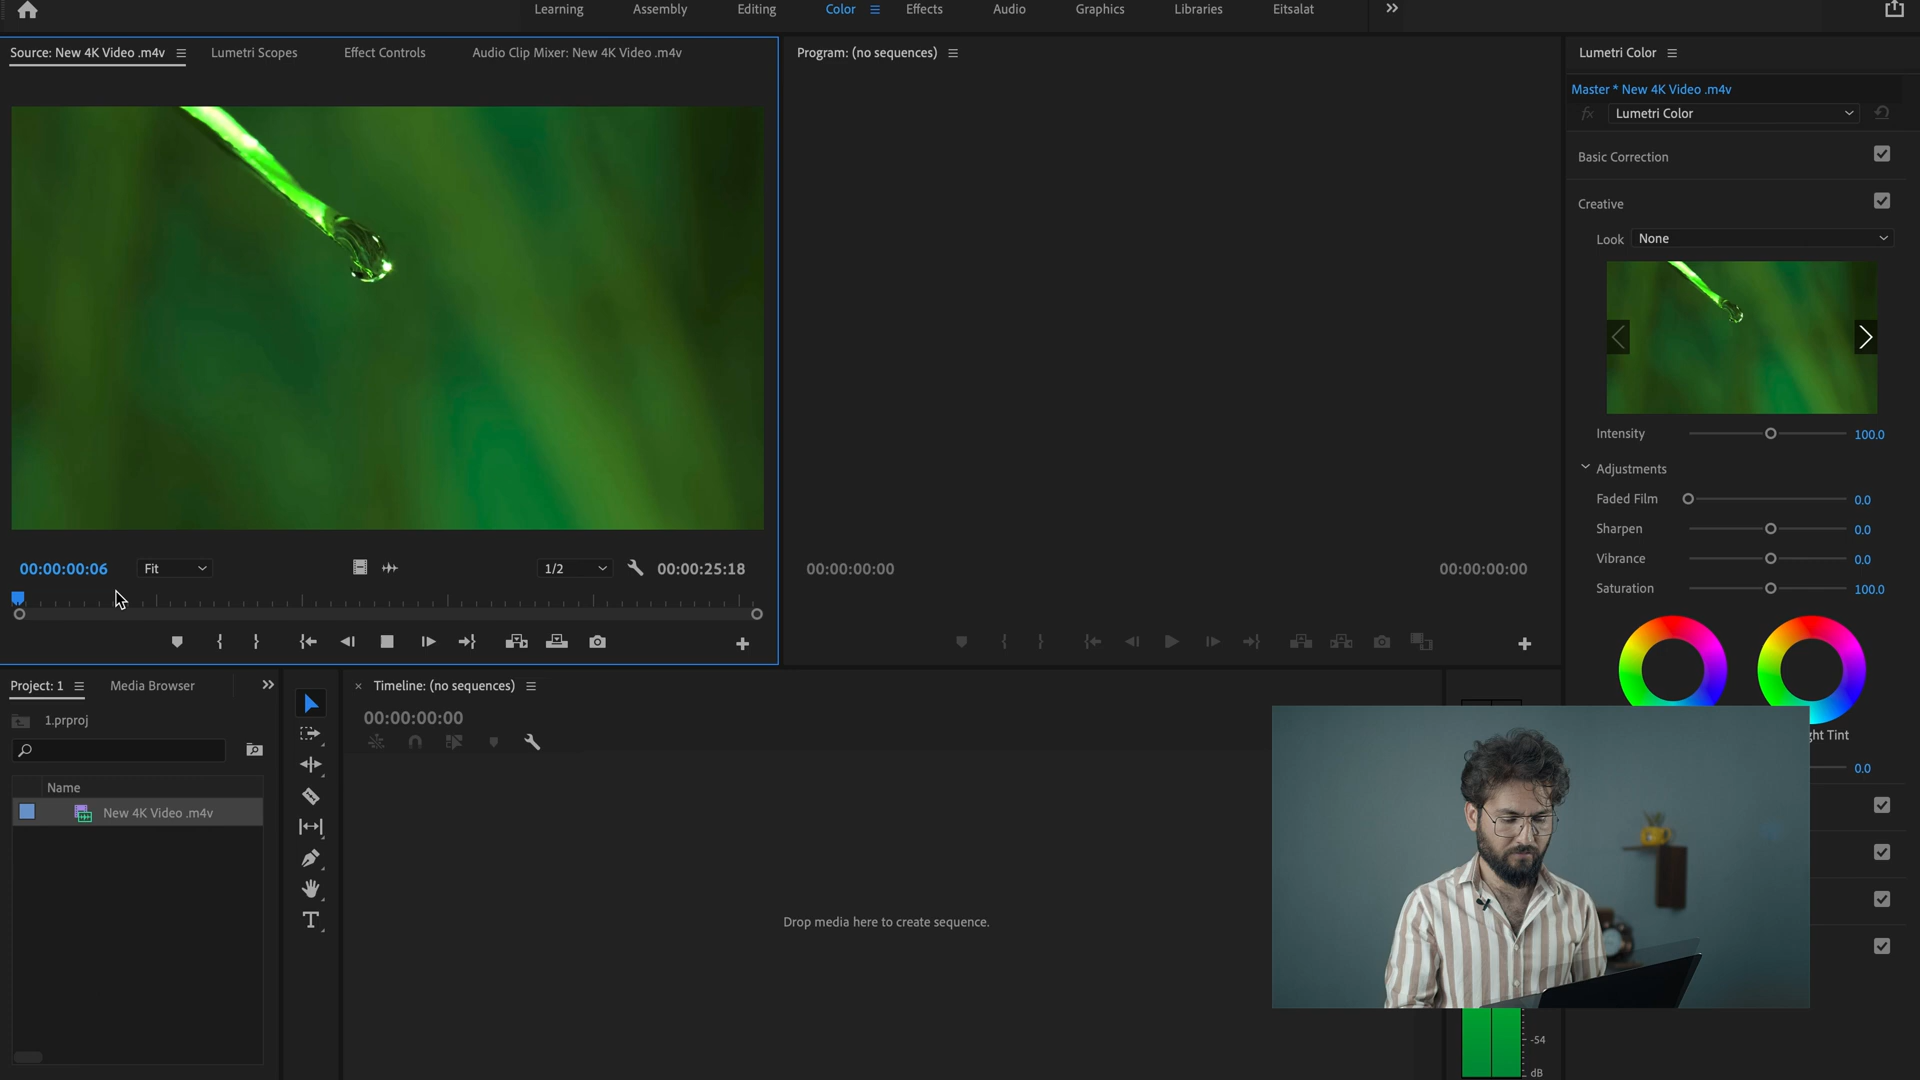 Learning Assembly Editing Color Effects Audio Graphics Libraries Eitsalat
Source: New 4K Video .m4v Lumetri Scopes Effect Controls Audio Clip Mixer: New 4K Video .m4v
Program: (no sequences)
Lumetri Color
Master * New 4K Video .m4v
fx Lumetri Color
Basic Correction
Creative
Look None
Intensity 100.0
Adjustments
Faded Film 0.0
Sharpen 0.0
Vibrance 0.0
Saturation 100.0
ght Tint
0.0
00:00:00:06 Fit 1/2 00:00:25:18
00:00:00:00 00:00:00:00
Project: 1 Media Browser
1.prproj
Name
New 4K Video .m4v
Timeline: (no sequences)
00:00:00:00
Drop media here to create sequence.
-54
dB